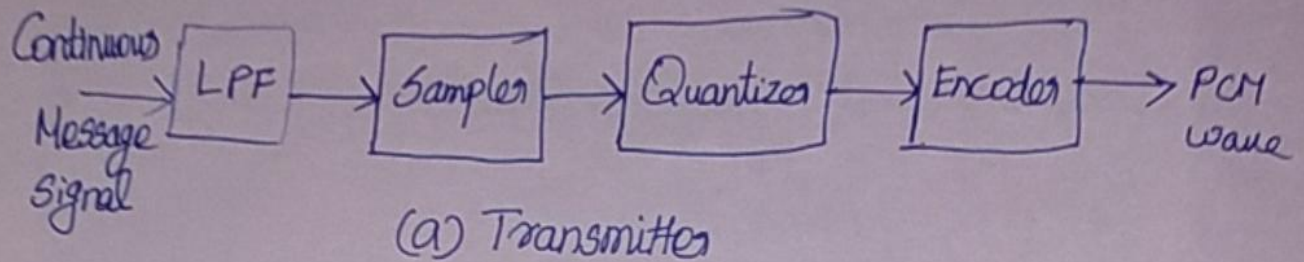 Continuous
Message
Signal
LPF
Sampler
Quantizer
Encoder
PCM
wave
(a) Transmitter